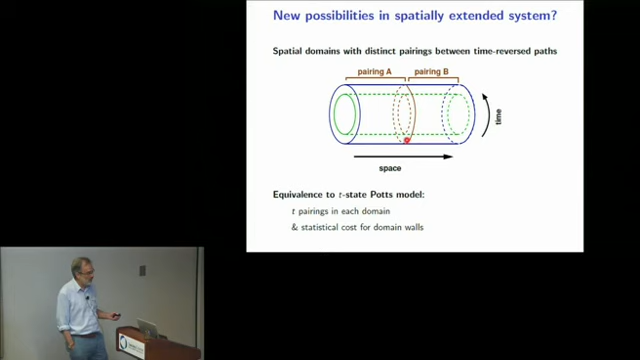 New possibilities in spatially extended system?
Spatial domains with distinct pairings between time-reversed paths
pairing A
pairing B
time
space
Equivalence to t-state Potts model:
t pairings in each domain
& statistical cost for domain walls